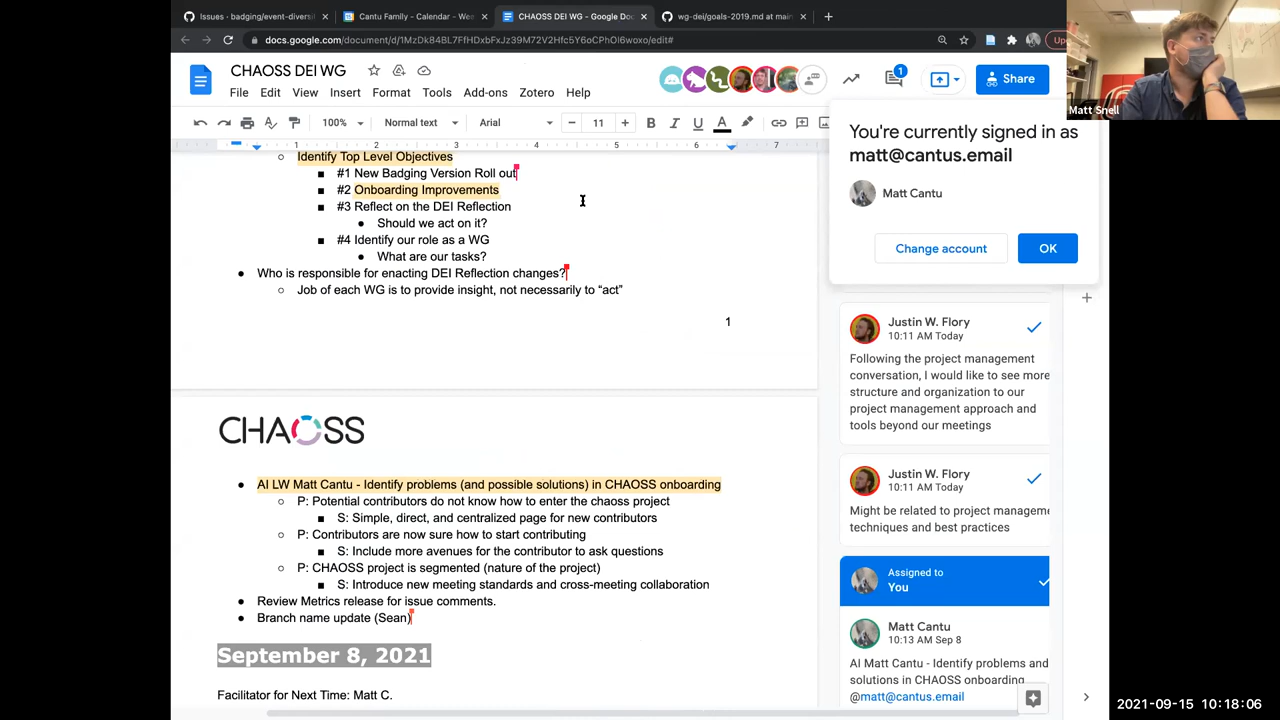 Issues · badging/event-diversi
Cantu Family - Calendar - Wee
CHAOSS DEI WG - Google Doc
wg-dei/goals-2019.md at main
docs.google.com/document/d/1MzDk84BL7FfHDxbFxJz39M72V2Hfc5Y6oCPhOl6woxo/edit#
Matt Snell
CHAOSS DEI WG
File Edit View Insert Format Tools Add-ons Zotero Help
1
Share
100% Normal text Arial 11
1 2 3 4 5 6 7
You're currently signed in as
matt@cantus.email
Matt Cantu
Change account
OK
Identify Top Level Objectives
#1 New Badging Version Roll out
#2 Onboarding Improvements
#3 Reflect on the DEI Reflection
Should we act on it?
#4 Identify our role as a WG
What are our tasks?
Who is responsible for enacting DEI Reflection changes?
Job of each WG is to provide insight, not necessarily to “act”
1
CHAOSS
AI LW Matt Cantu - Identify problems (and possible solutions) in CHAOSS onboarding
P: Potential contributors do not know how to enter the chaoss project
S: Simple, direct, and centralized page for new contributors
P: Contributors are now sure how to start contributing
S: Include more avenues for the contributor to ask questions
P: CHAOSS project is segmented (nature of the project)
S: Introduce new meeting standards and cross-meeting collaboration
Review Metrics release for issue comments.
Branch name update (Sean)
September 8, 2021
Facilitator for Next Time: Matt C.
Justin W. Flory
10:11 AM Today
Following the project management
conversation, I would like to see more
structure and organization to our
project management approach and
tools beyond our meetings
Justin W. Flory
10:11 AM Today
Might be related to project manageme
techniques and best practices
Assigned to
You
Matt Cantu
10:13 AM Sep 8
AI Matt Cantu - Identify problems and
solutions in CHAOSS onboarding
@matt@cantus.email
2021-09-15 10:18:06